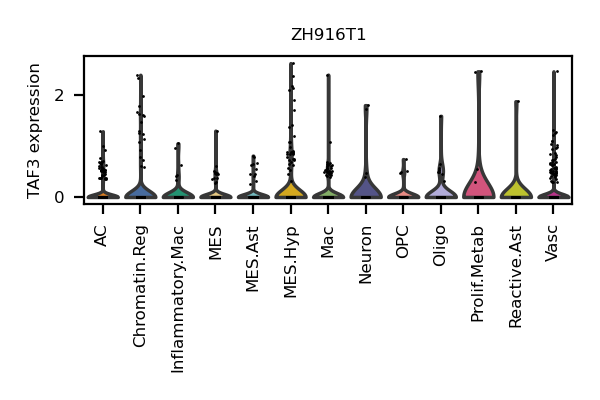 ZH916T1
TAF3 expression
2
0
AC
Chromatin.Reg
Inflammatory.Mac
MES
MES.Ast
MES.Hyp
Mac
Neuron
OPC
Oligo
Prolif.Metab
Reactive.Ast
Vasc